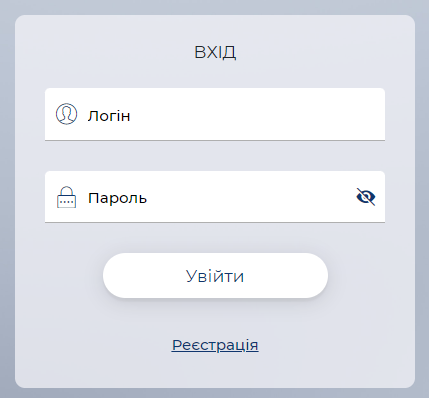 ВХІД
Логін
Пароль
Увійти
Реєстрація